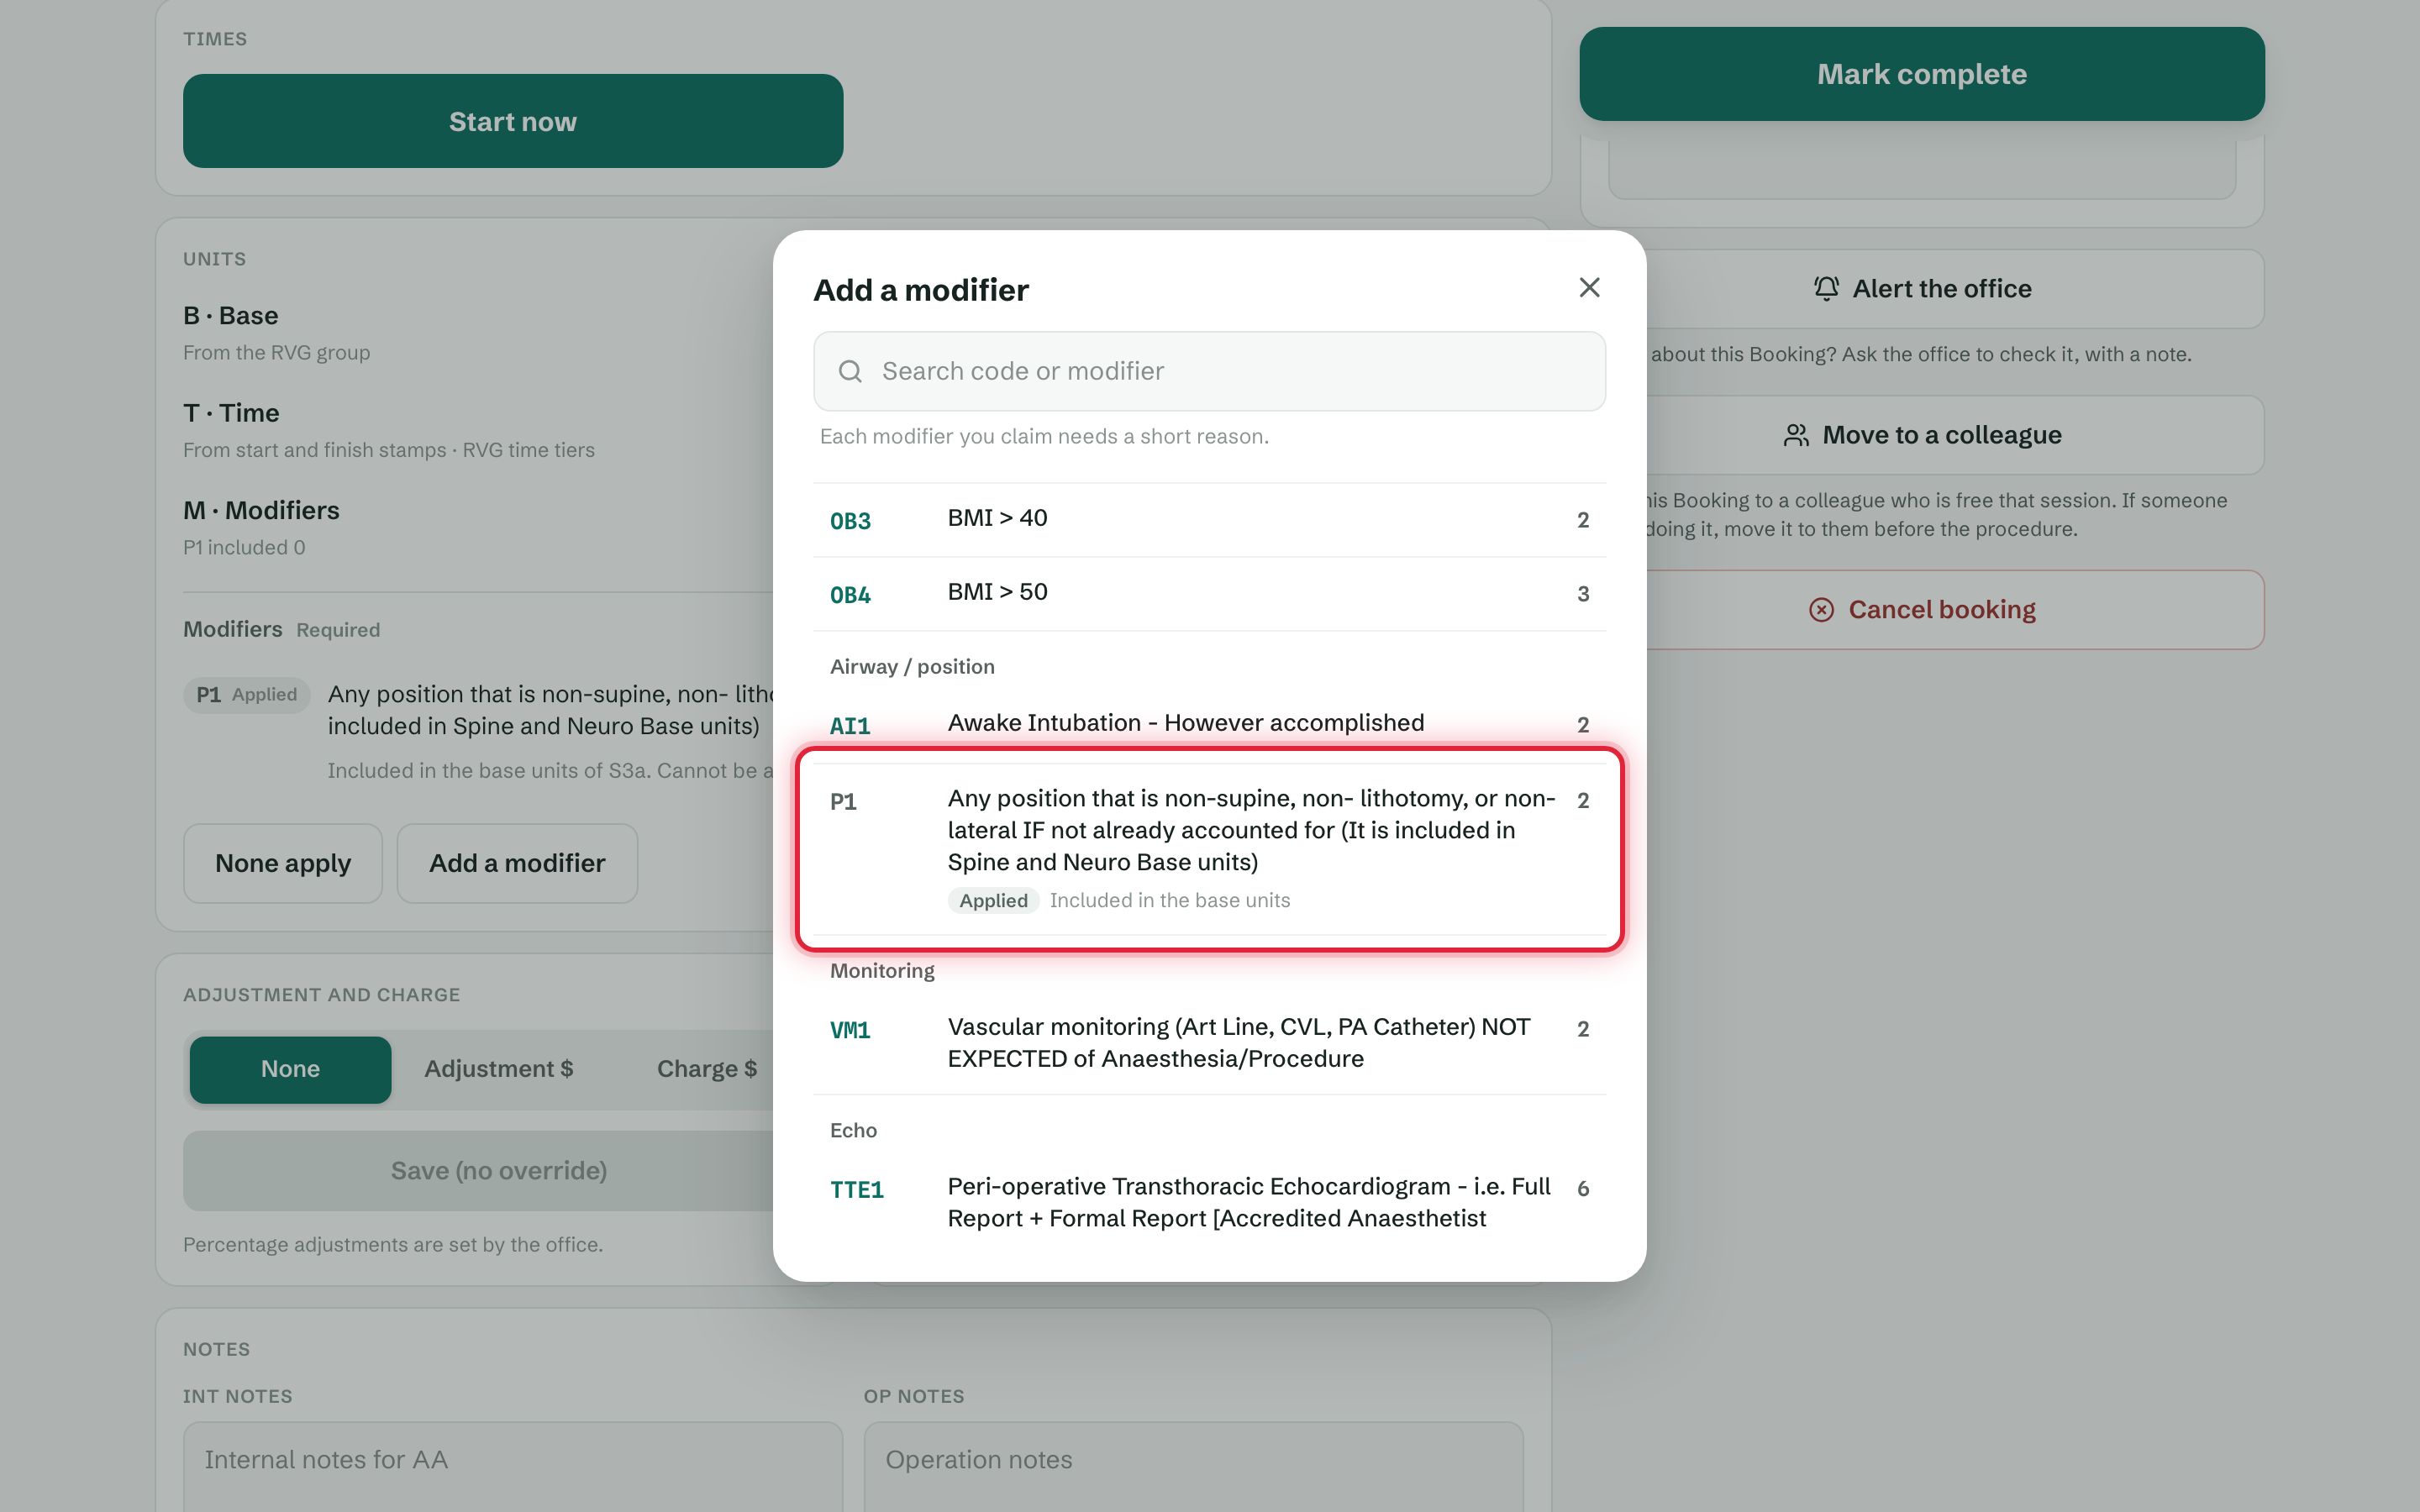 TIMES
Start now
Mark complete
UNITS
B · Base
From the RVG group
T · Time
From start and finish stamps · RVG time tiers
M · Modifiers
P1 included 0
Modifiers Required
P1 Applied Any position that is non-supine, non- litho
included in Spine and Neuro Base units)
Included in the base units of S3a. Cannot be a
None apply
Add a modifier
ADJUSTMENT AND CHARGE
None
Adjustment $
Charge $
Save (no override)
Percentage adjustments are set by the office.
NOTES
INT NOTES
Internal notes for AA
OP NOTES
Operation notes
Add a modifier
Search code or modifier
Each modifier you claim needs a short reason.
OB3 BMI > 40 2
OB4 BMI > 50 3
Airway / position
AI1 Awake Intubation - However accomplished 2
P1 Any position that is non-supine, non- lithotomy, or non- 2
lateral IF not already accounted for (It is included in
Spine and Neuro Base units)
Applied Included in the base units
Monitoring
VM1 Vascular monitoring (Art Line, CVL, PA Catheter) NOT 2
EXPECTED of Anaesthesia/Procedure
Echo
TTE1 Peri-operative Transthoracic Echocardiogram - i.e. Full 6
Report + Formal Report [Accredited Anaesthetist
Alert the office
about this Booking? Ask the office to check it, with a note.
Move to a colleague
his Booking to a colleague who is free that session. If someone
doing it, move it to them before the procedure.
Cancel booking